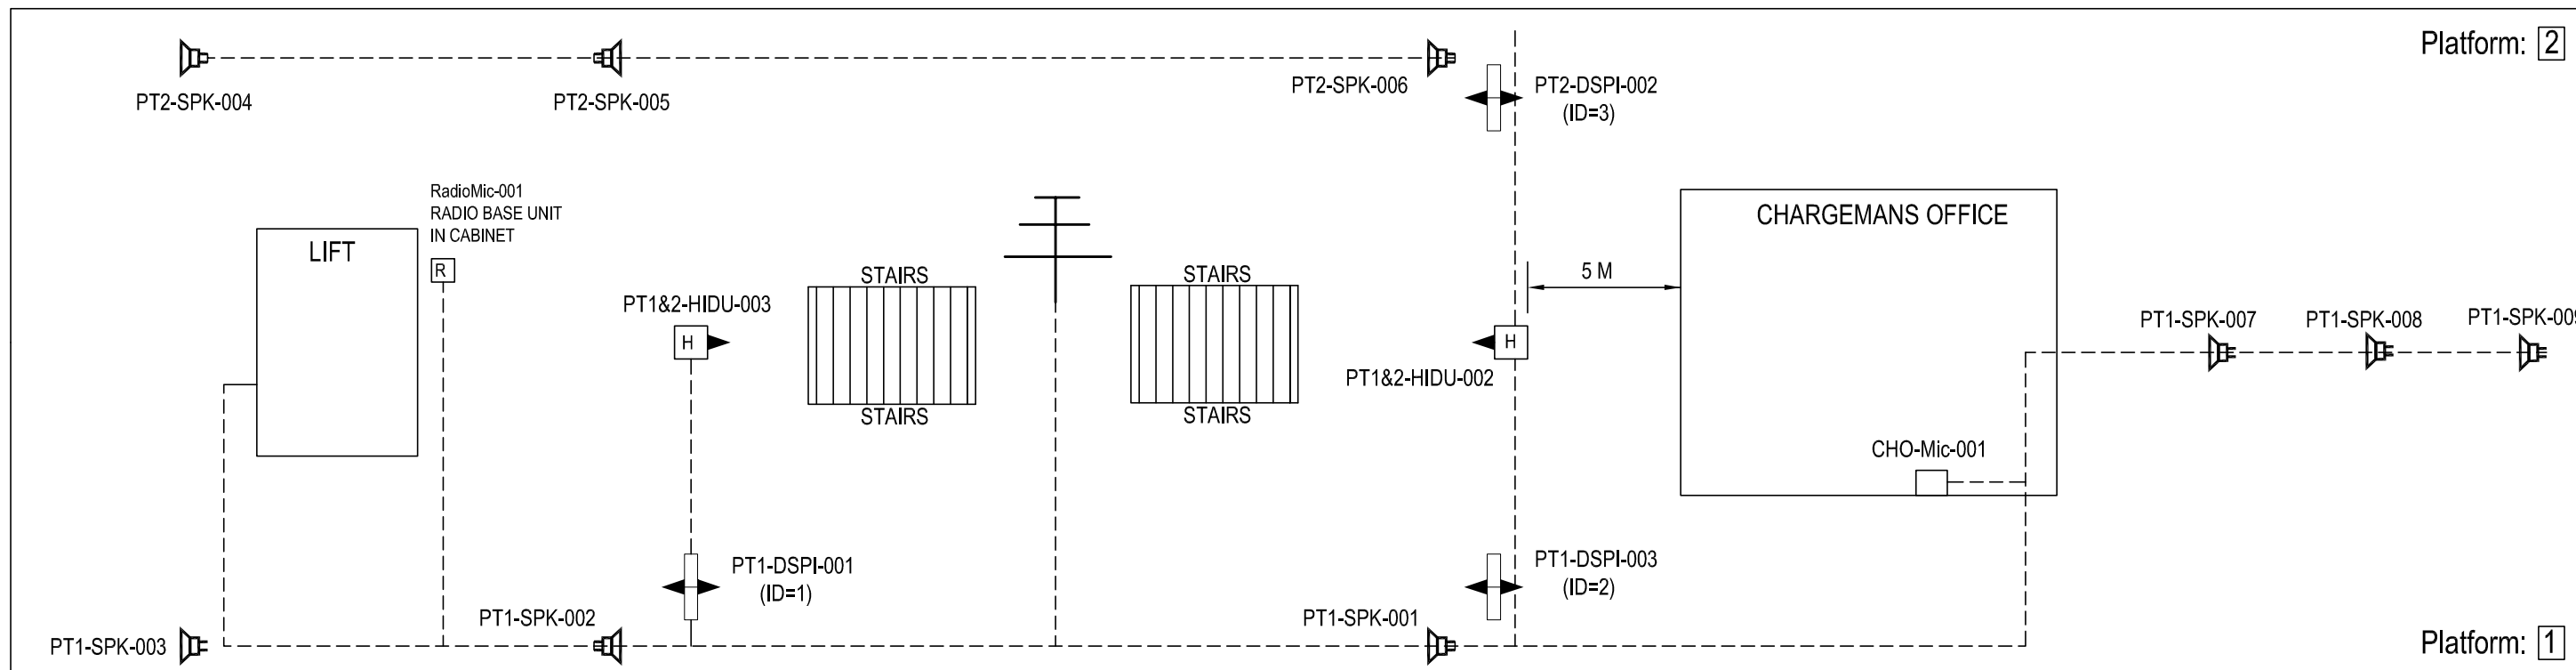 Platform: 2
PT2-SPK-004
PT2-SPK-005
PT2-SPK-006
PT2-DSPI-002
(ID=3)
RadioMic-001
RADIO BASE UNIT
IN CABINET
R
LIFT
CHARGEMANS OFFICE
5 M
STAIRS
STAIRS
PT1&2-HIDU-003
H
H
PT1&2-HIDU-002
STAIRS
STAIRS
PT1-SPK-007
PT1-SPK-008
PT1-SPK-009
CHO-Mic-001
PT1-DSPI-001
(ID=1)
PT1-DSPI-003
(ID=2)
PT1-SPK-003
PT1-SPK-002
PT1-SPK-001
Platform: 1